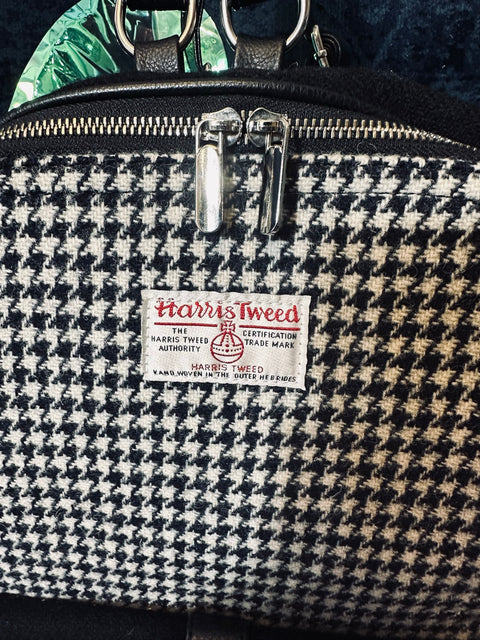 Harris Tweed
THE
HARRIS TWEED
AUTHORITY
CERTIFICATION
TRADE MARK
HARRIS TWEED
HAND WOVEN IN THE OUTER HEBRIDES